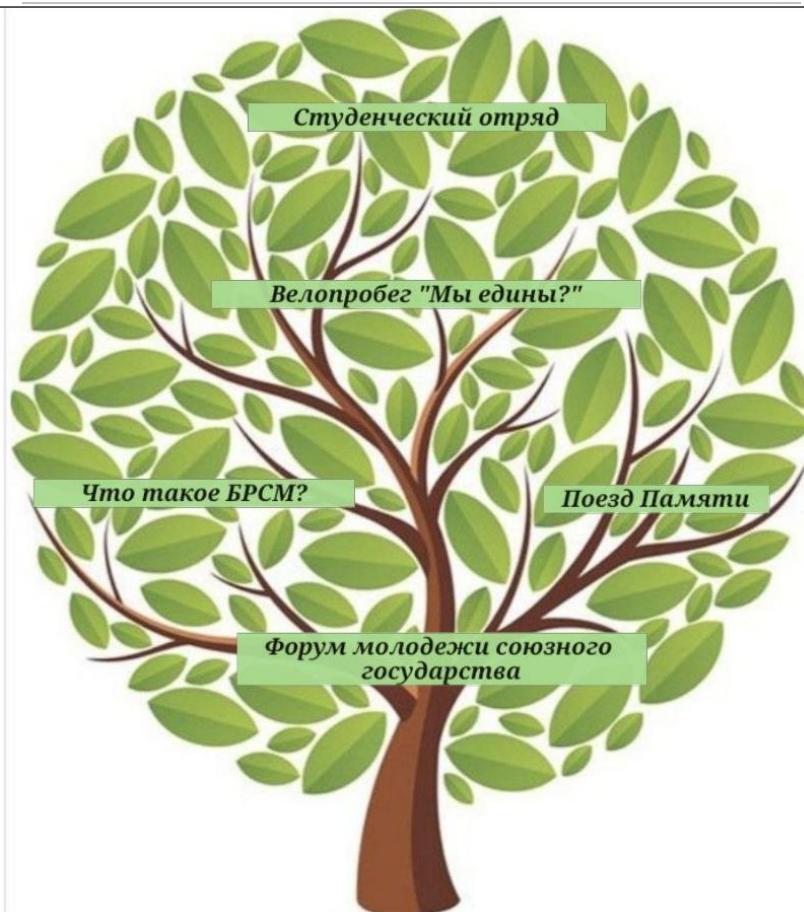 Студенческий отряд
Велопробег "Мы едины?"
Что такое БРСМ?
Поезд Памяти
Форум молодежи союзного
государства